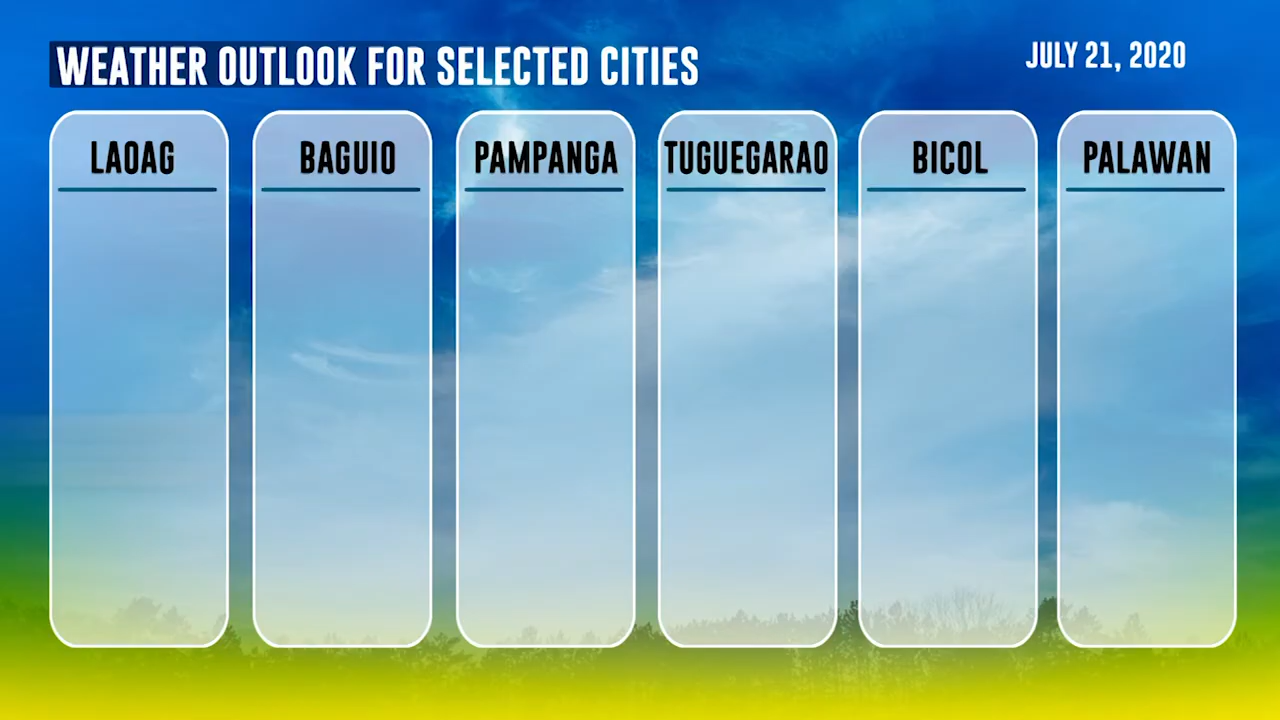 WEATHER OUTLOOK FOR SELECTED CITIES
JULY 21, 2020
LAOAG
BAGUIO
PAMPANGA
TUGUEGARAO
BICOL
PALAWAN